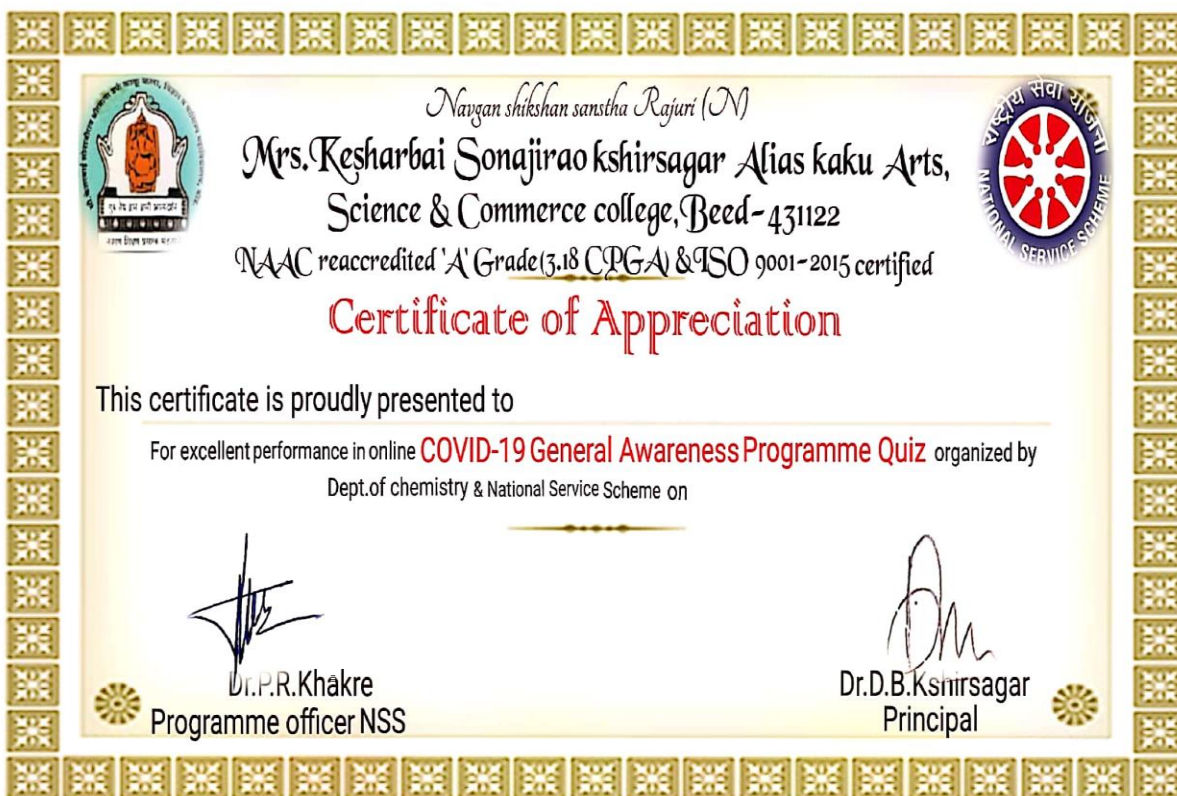 Navgan shikshan sanstha Rajuri (N)
Mrs.Kesharbai Sonajirao kshirsagar Alias kaku Arts,
Science & Commerce college,Beed-431122
NAAC reaccredited 'A' Grade(3.18 CPGA) &ISO 9001-2015 certified
Certificate of Appreciation
This certificate is proudly presented to
For excellent performance in online COVID-19 General Awareness Programme Quiz organized by
Dept.of chemistry & National Service Scheme on
Dr.P.R.Khakre
Programme officer NSS
Dr.D.B.Kshirsagar
Principal
राष्ट्रीय सेवा योजना
NATIONAL SERVICE SCHEME